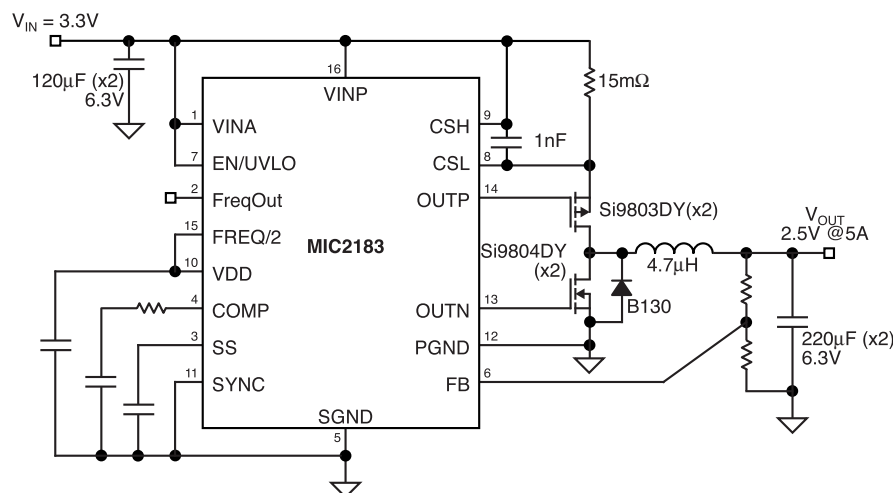 VIN = 3.3V
120µF (x2)
6.3V
16
VINP
15mΩ
1
VINA
CSH
9
1nF
7
EN/UVLO
CSL
8
2
FreqOut
OUTP
14
Si9803DY(x2)
15
FREQ/2
MIC2183
Si9804DY
(x2)
VOUT
2.5V @5A
10
VDD
4.7µH
4
COMP
OUTN
13
B130
3
SS
PGND
12
220µF (x2)
6.3V
11
SYNC
FB
6
SGND
5